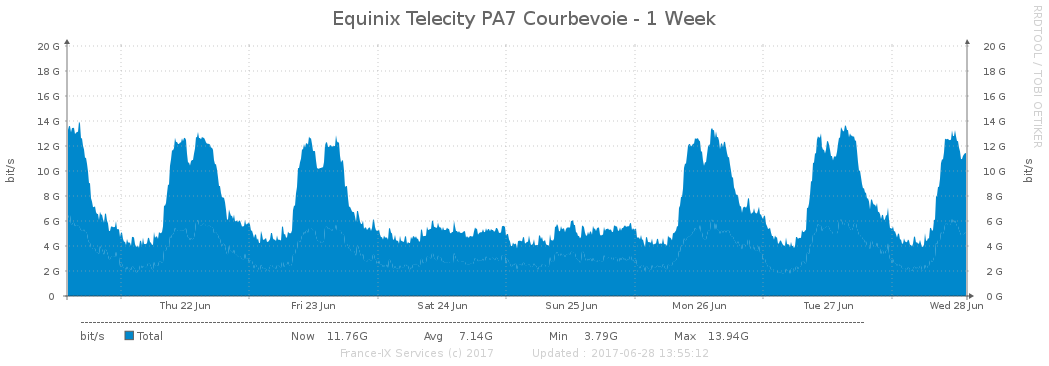 Equinix Telecity PA7 Courbevoie - 1 Week
RRDTOOL / TOBI OETIKER
20 G 20 G
18 G 18 G
16 G 16 G
14 G 14 G
12 G 12 G
10 G 10 G
8 G 8 G
6 G 6 G
4 G 4 G
2 G 2 G
0 0 G
bit/s
bit/s
Thu 22 Jun Fri 23 Jun Sat 24 Jun Sun 25 Jun Mon 26 Jun Tue 27 Jun Wed 28 Jun
bit/s Total Now 11.76G Avg 7.14G Min 3.79G Max 13.94G
France-IX Services (c) 2017 Updated : 2017-06-28 13:55:12